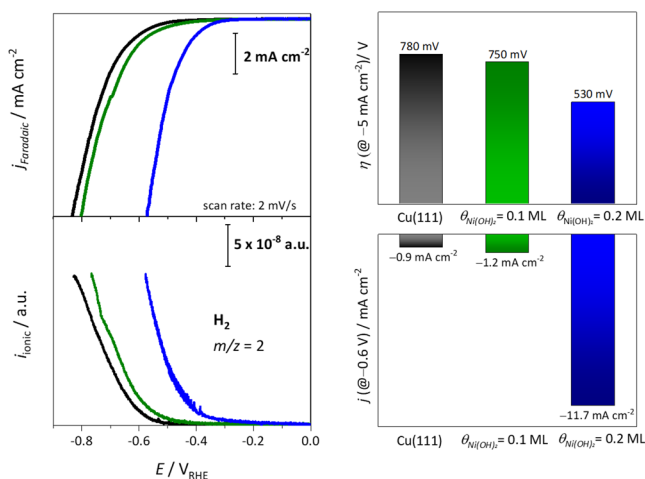 j_Faradaic / mA cm⁻²
2 mA cm⁻²
scan rate: 2 mV/s
5 x 10⁻⁸ a.u.
i_ionic / a.u.
H₂
m/z = 2
-0.8 -0.6 -0.4 -0.2 0.0
E / V_RHE
η (@ −5 mA cm⁻²)/ V
780 mV
750 mV
530 mV
Cu(111) θ_Ni(OH)₂ = 0.1 ML θ_Ni(OH)₂ = 0.2 ML
j (@−0.6 V) / mA cm⁻²
−0.9 mA cm⁻²
−1.2 mA cm⁻²
−11.7 mA cm⁻²
Cu(111) θ_Ni(OH)₂ = 0.1 ML θ_Ni(OH)₂ = 0.2 ML